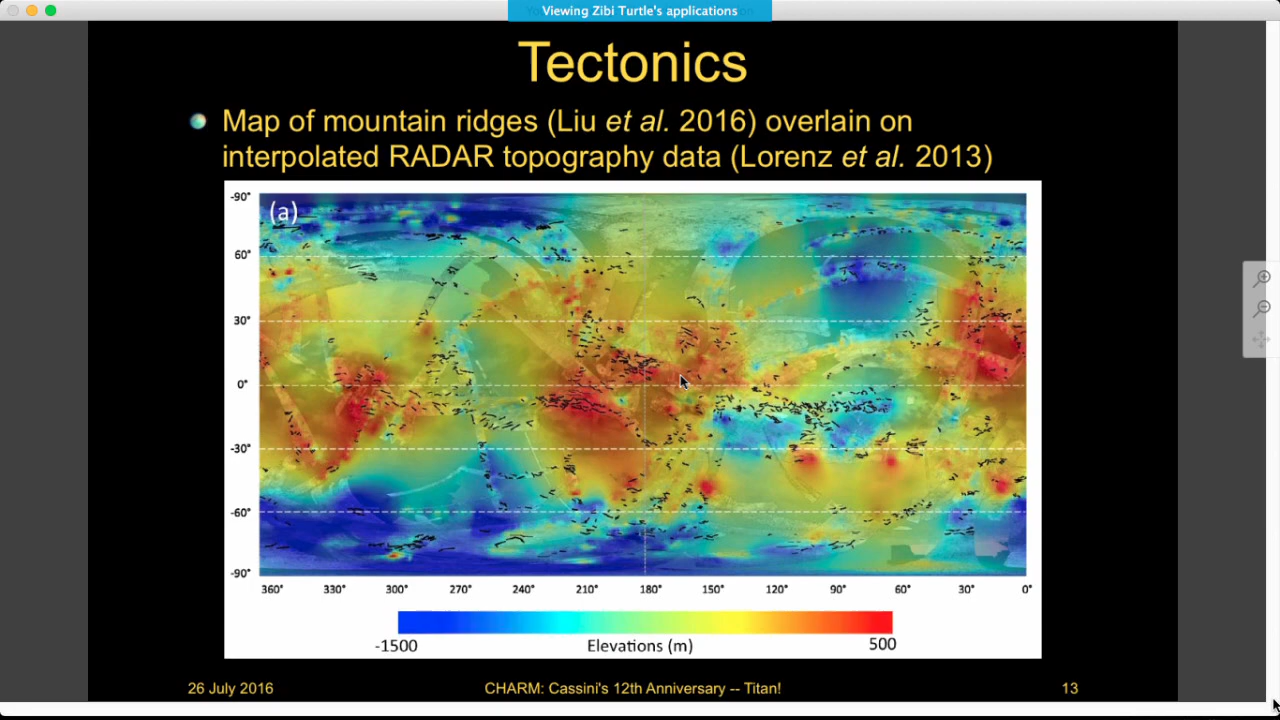 Viewing Zibi Turtle's applications
Tectonics
Map of mountain ridges (Liu et al. 2016) overlain on
interpolated RADAR topography data (Lorenz et al. 2013)
(a)
-90°
60°
30°
0°
-30°
-60°
-90°
360° 330° 300° 270° 240° 210° 180° 150° 120° 90° 60° 30° 0°
-1500 Elevations (m) 500
26 July 2016 CHARM: Cassini's 12th Anniversary -- Titan! 13